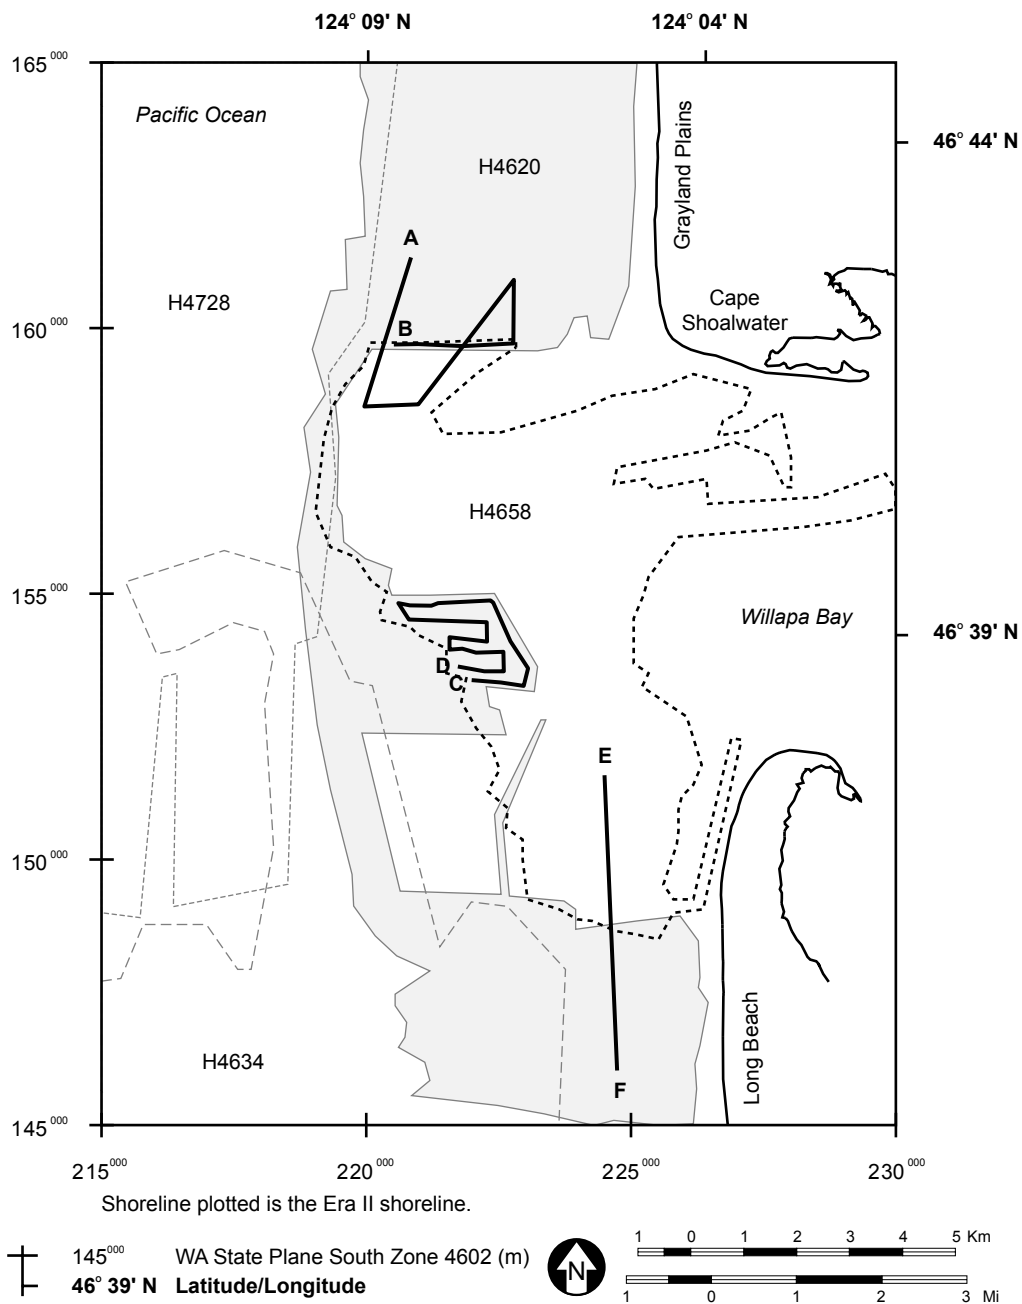 124° 09' N
124° 04' N
165 000
Pacific Ocean
46° 44' N
Grayland Plains
H4620
A
H4728
Cape
Shoalwater
160 000
B
H4658
155 000
Willapa Bay
46° 39' N
D
C
E
150 000
Long Beach
H4634
F
145 000
215 000
220 000
225 000
230 000
Shoreline plotted is the Era II shoreline.
145000 WA State Plane South Zone 4602 (m)
46° 39' N Latitude/Longitude
N
1 0 1 2 3 4 5 Km
1 0 1 2 3 Mi